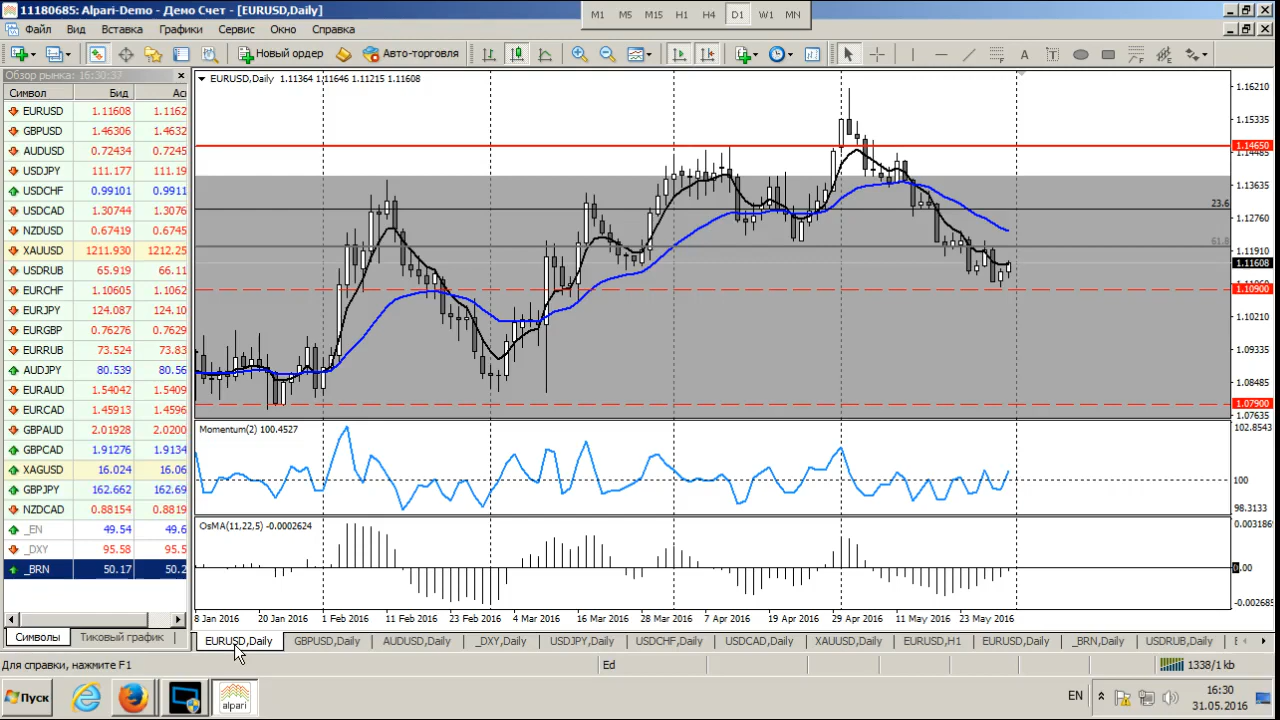 11180685: Alpari-Demo - Демо Счет - [EURUSD,Daily]
M1 M5 M15 H1 H4 D1 W1 MN
Файл Вид Вставка Графики Сервис Окно Справка
Новый ордер Авто-торговля
Обзор рынка: 16:30:37
Символ Бид Ас
EURUSD 1.11608 1.1162
GBPUSD 1.46306 1.4632
AUDUSD 0.72434 0.7245
USDJPY 111.177 111.19
USDCHF 0.99101 0.9911
USDCAD 1.30744 1.3076
NZDUSD 0.67419 0.6745
XAUUSD 1211.930 1212.25
USDRUB 65.919 66.11
EURCHF 1.10605 1.1062
EURJPY 124.087 124.10
EURGBP 0.76276 0.7629
EURRUB 73.524 73.83
AUDJPY 80.539 80.56
EURAUD 1.54042 1.5409
EURCAD 1.45913 1.4596
GBPAUD 2.01928 2.0200
GBPCAD 1.91276 1.9134
XAGUSD 16.024 16.06
GBPJPY 162.662 162.69
NZDCAD 0.88154 0.8819
_EN 49.54 49.6
_DXY 95.58 95.5
_BRN 50.17 50.2
Символы Тиковый график
EURUSD,Daily 1.11364 1.11646 1.11215 1.11608
1.16210
1.15335
1.14650
1.14485
1.13635
23.6
1.12760
61.8
1.11910
1.11608
1.10900
1.10210
1.09335
1.08485
1.07900
1.07635
Momentum(2) 100.4527
102.8543
100
98.3133
OsMA(11,22,5) -0.0002624
0.003186
0.00
-0.00268
8 Jan 2016 20 Jan 2016 1 Feb 2016 11 Feb 2016 23 Feb 2016 4 Mar 2016 16 Mar 2016 28 Mar 2016 7 Apr 2016 19 Apr 2016 29 Apr 2016 11 May 2016 23 May 2016
EURUSD,Daily GBPUSD,Daily AUDUSD,Daily _DXY,Daily USDJPY,Daily USDCHF,Daily USDCAD,Daily XAUUSD,Daily EURUSD,H1 EURUSD,Daily _BRN,Daily USDRUB,Daily
Для справки, нажмите F1
Ed
1338/1 kb
Пуск
alpari
EN
16:30
31.05.2016